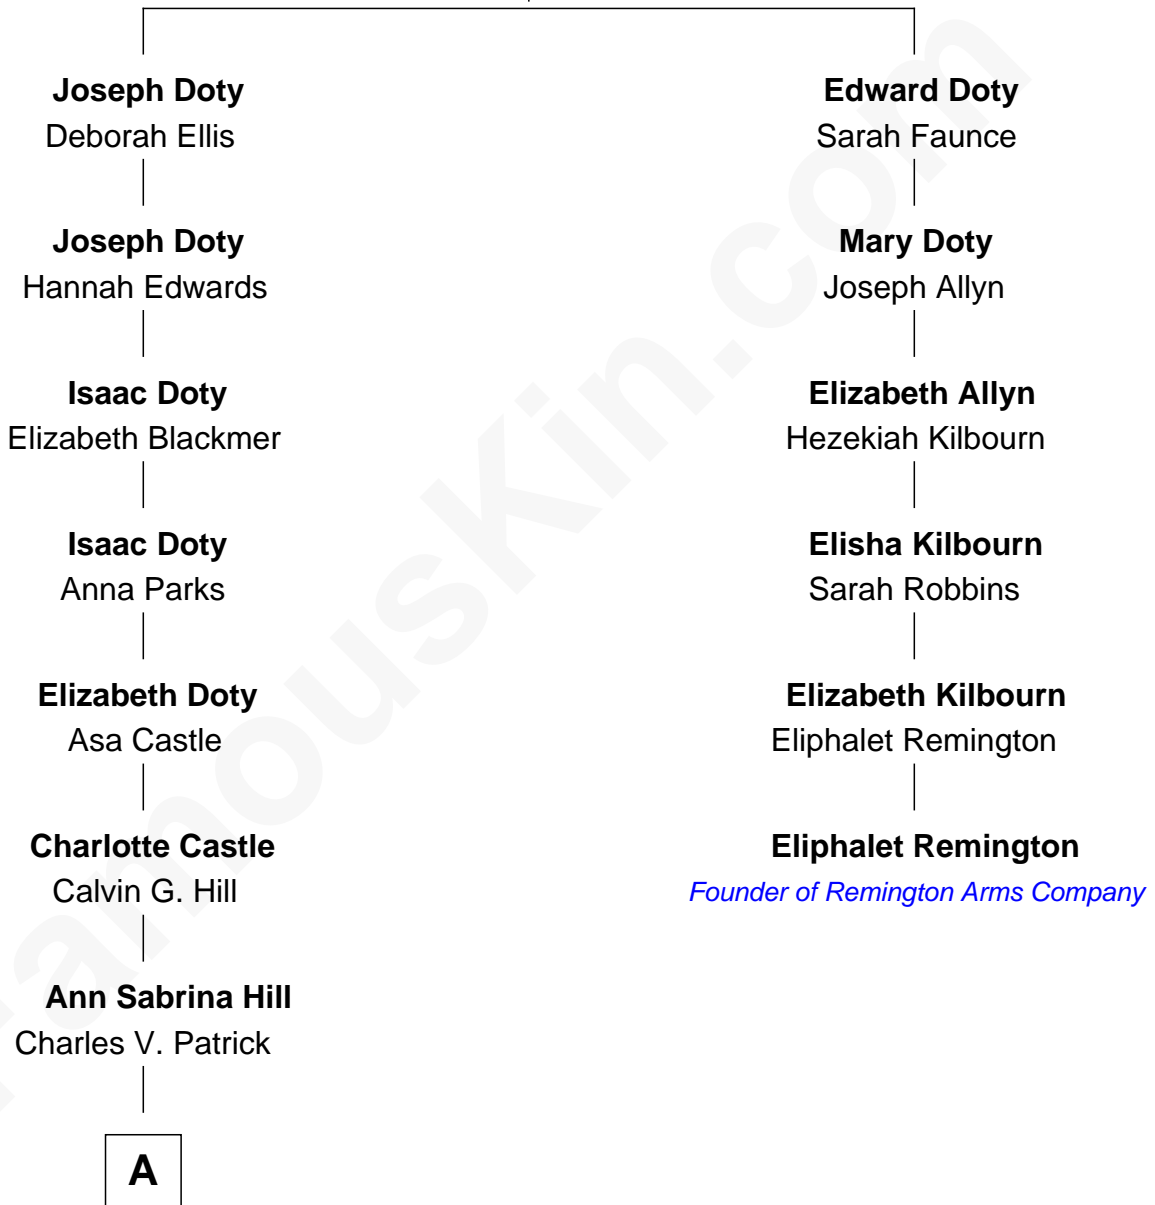 Joseph Doty
Deborah Ellis
Joseph Doty
Hannah Edwards
Isaac Doty
Elizabeth Blackmer
Isaac Doty
Anna Parks
Elizabeth Doty
Asa Castle
Charlotte Castle
Calvin G. Hill
Ann Sabrina Hill
Charles V. Patrick
A
Edward Doty
Sarah Faunce
Mary Doty
Joseph Allyn
Elizabeth Allyn
Hezekiah Kilbourn
Elisha Kilbourn
Sarah Robbins
Elizabeth Kilbourn
Eliphalet Remington
Eliphalet Remington
Founder of Remington Arms Company
FamousKin.com